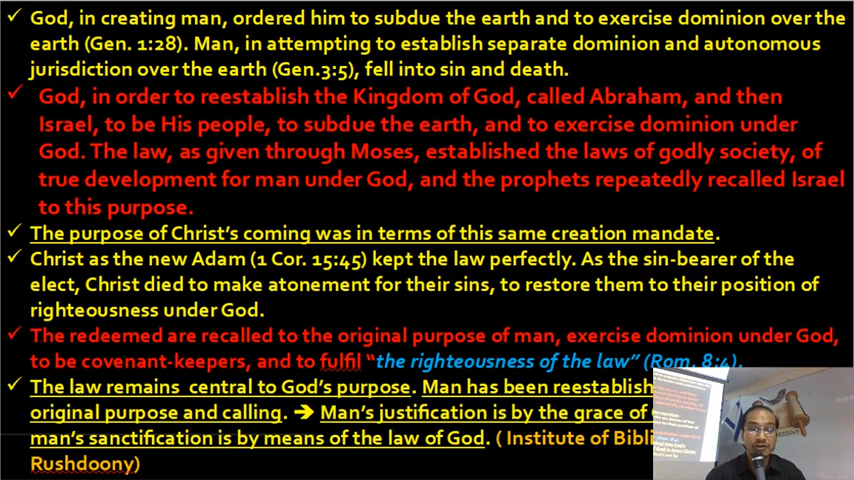 ✓ God, in creating man, ordered him to subdue the earth and to exercise dominion over the
earth (Gen. 1:28). Man, in attempting to establish separate dominion and autonomous
jurisdiction over the earth (Gen.3:5), fell into sin and death.
✓ God, in order to reestablish the Kingdom of God, called Abraham, and then
Israel, to be His people, to subdue the earth, and to exercise dominion under
God. The law, as given through Moses, established the laws of godly society, of
true development for man under God, and the prophets repeatedly recalled Israel
to this purpose.
✓ The purpose of Christ's coming was in terms of this same creation mandate.
✓ Christ as the new Adam (1 Cor. 15:45) kept the law perfectly. As the sin-bearer of the
elect, Christ died to make atonement for their sins, to restore them to their position of
righteousness under God.
✓ The redeemed are recalled to the original purpose of man, exercise dominion under God,
to be covenant-keepers, and to fulfil "the righteousness of the law" (Rom. 8:4).
✓ The law remains central to God's purpose. Man has been reestablish
original purpose and calling. ➔ Man's justification is by the grace of
man's sanctification is by means of the law of God. ( Institute of Bibli
Rushdoony)